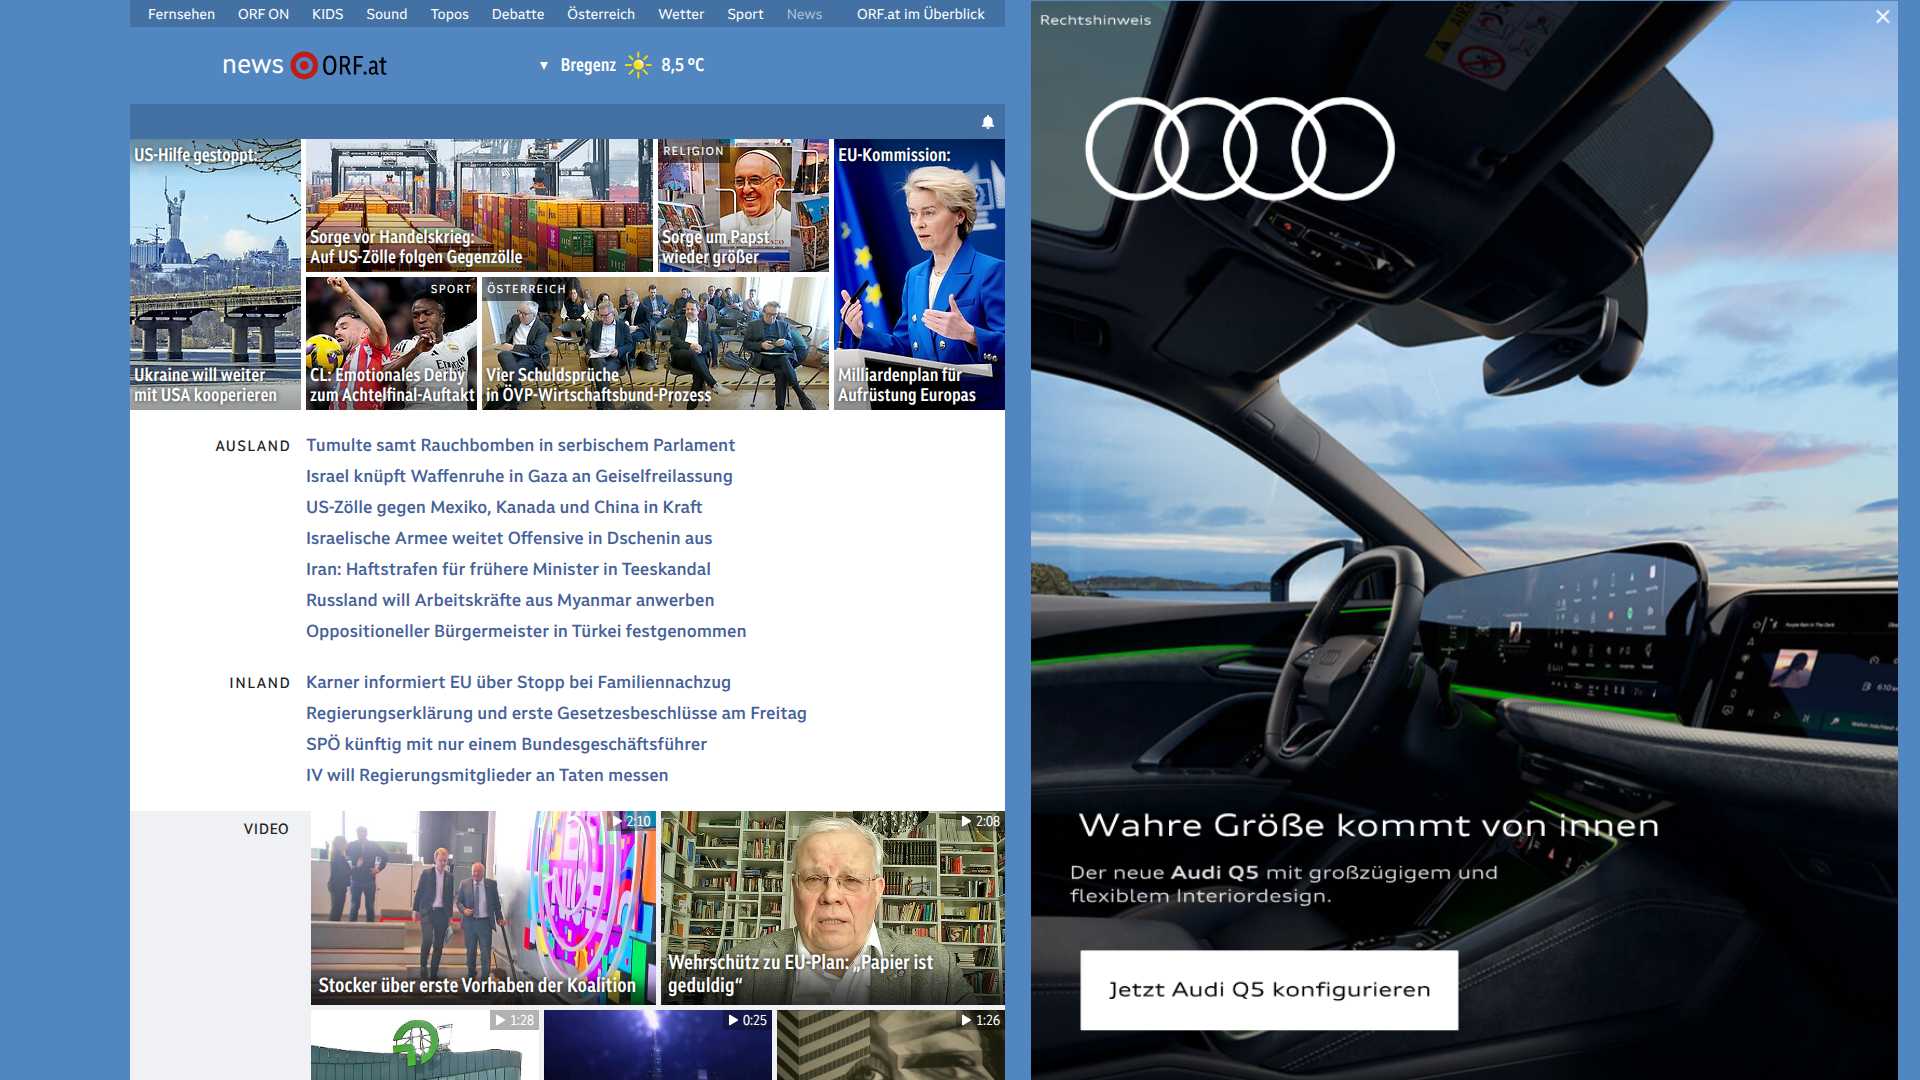 Fernsehen ORF ON KIDS Sound Topos Debatte Österreich Wetter Sport News ORF.at im Überblick
news ORF.at
Bregenz 8,5 °C
US-Hilfe gestoppt:
Ukraine will weiter
mit USA kooperieren
PORT HOUSTON
Sorge vor Handelskrieg:
Auf US-Zölle folgen Gegenzölle
RELIGION
Sorge um Papst
wieder größer
EU-Kommission:
Milliardenplan für
Aufrüstung Europas
SPORT
CL: Emotionales Derby
zum Achtelfinal-Auftakt
ÖSTERREICH
Vier Schuldsprüche
in ÖVP-Wirtschaftsbund-Prozess
AUSLAND
Tumulte samt Rauchbomben in serbischem Parlament
Israel knüpft Waffenruhe in Gaza an Geiselfreilassung
US-Zölle gegen Mexiko, Kanada und China in Kraft
Israelische Armee weitet Offensive in Dschenin aus
Iran: Haftstrafen für frühere Minister in Teeskandal
Russland will Arbeitskräfte aus Myanmar anwerben
Oppositioneller Bürgermeister in Türkei festgenommen
INLAND
Karner informiert EU über Stopp bei Familiennachzug
Regierungserklärung und erste Gesetzesbeschlüsse am Freitag
SPÖ künftig mit nur einem Bundesgeschäftsführer
IV will Regierungsmitglieder an Taten messen
VIDEO
2:10
Stocker über erste Vorhaben der Koalition
2:08
Wehrschütz zu EU-Plan: „Papier ist
geduldig“
1:28
0:25
1:26
Rechtshinweis
Purple Rain In The Dark
Wahre Größe kommt von innen
Der neue Audi Q5 mit großzügigem und
flexiblem Interiordesign.
Jetzt Audi Q5 konfigurieren